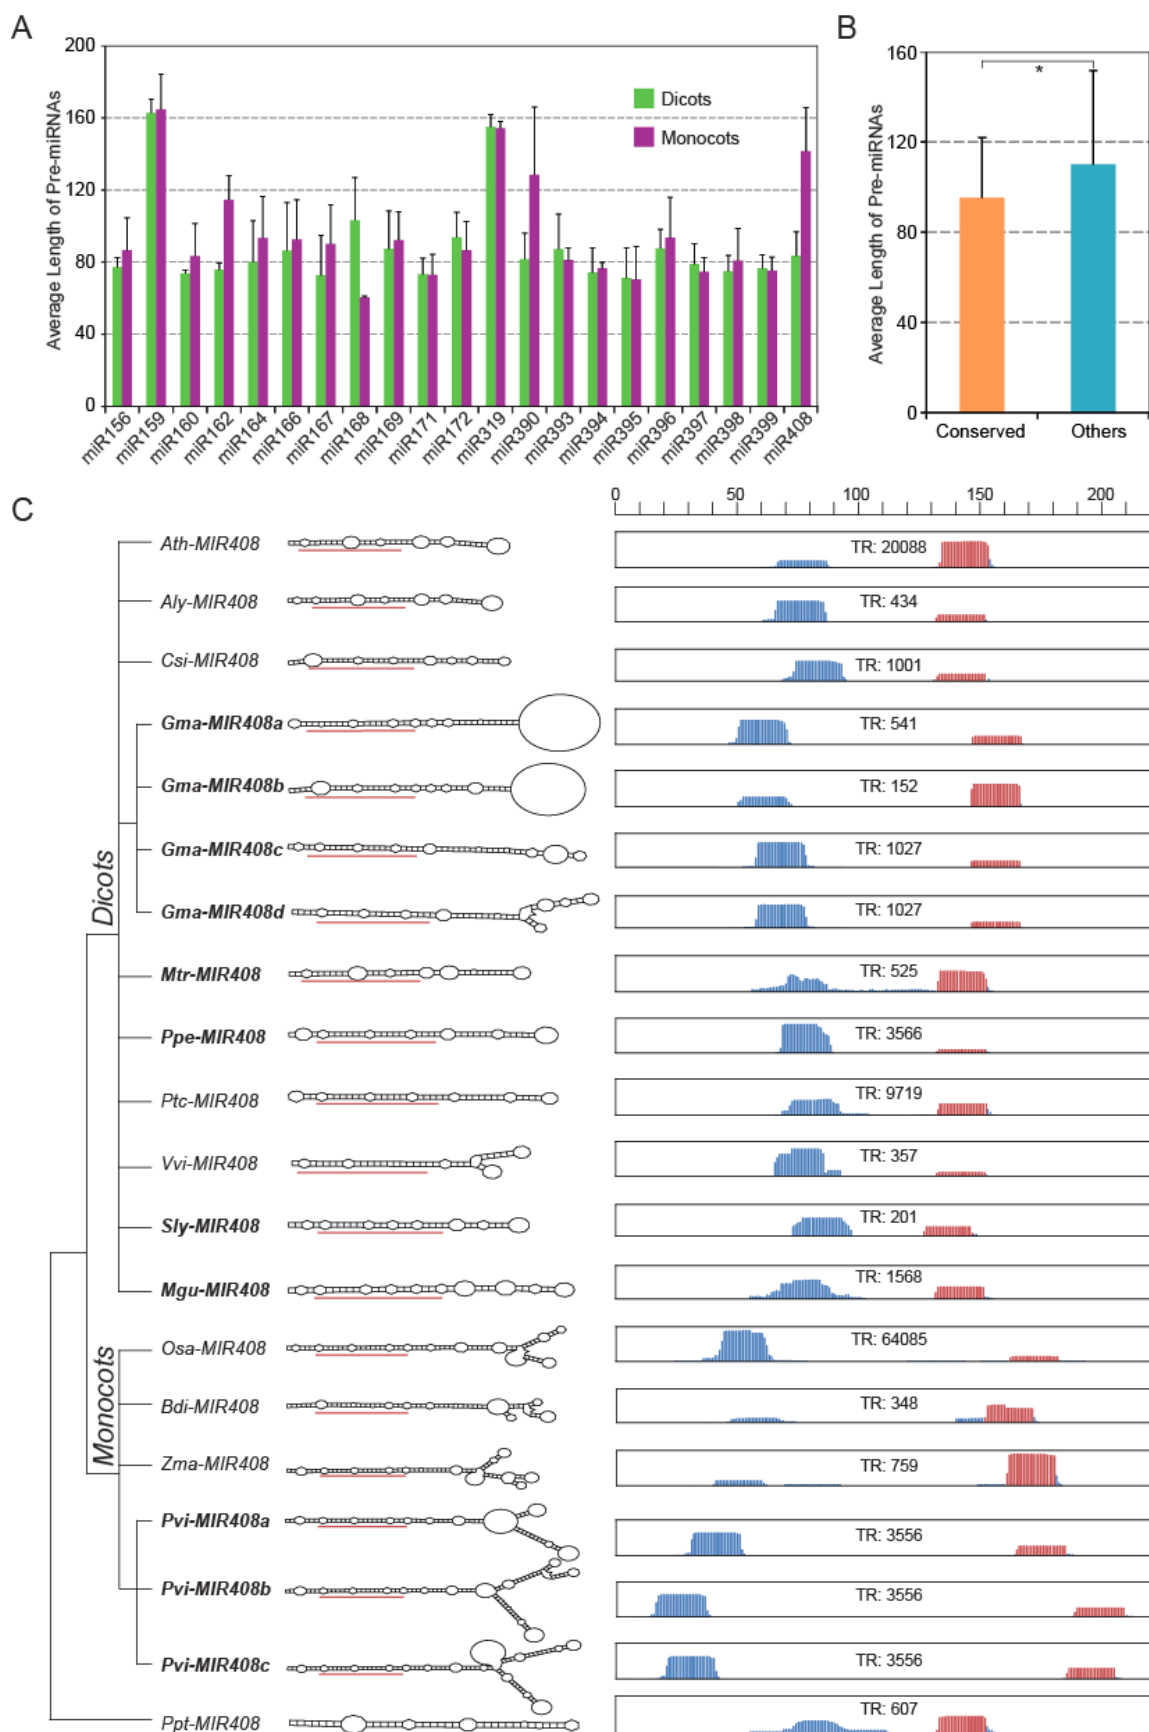 A
Average Length of Pre-miRNAs
200
160
120
80
40
0
Dicots
Monocots
miR156
miR159
miR160
miR162
miR164
miR166
miR167
miR168
miR169
miR171
miR172
miR319
miR390
miR393
miR394
miR395
miR396
miR397
miR398
miR399
miR408
B
Average Length of Pre-miRNAs
160
120
80
40
0
*
Conserved Others
C
0 50 100 150 200
Dicots
Monocots
Ath-MIR408 TR: 20088
Aly-MIR408 TR: 434
Csi-MIR408 TR: 1001
Gma-MIR408a TR: 541
Gma-MIR408b TR: 152
Gma-MIR408c TR: 1027
Gma-MIR408d TR: 1027
Mtr-MIR408 TR: 525
Ppe-MIR408 TR: 3566
Ptc-MIR408 TR: 9719
Vvi-MIR408 TR: 357
Sly-MIR408 TR: 201
Mgu-MIR408 TR: 1568
Osa-MIR408 TR: 64085
Bdi-MIR408 TR: 348
Zma-MIR408 TR: 759
Pvi-MIR408a TR: 3556
Pvi-MIR408b TR: 3556
Pvi-MIR408c TR: 3556
Ppt-MIR408 TR: 607